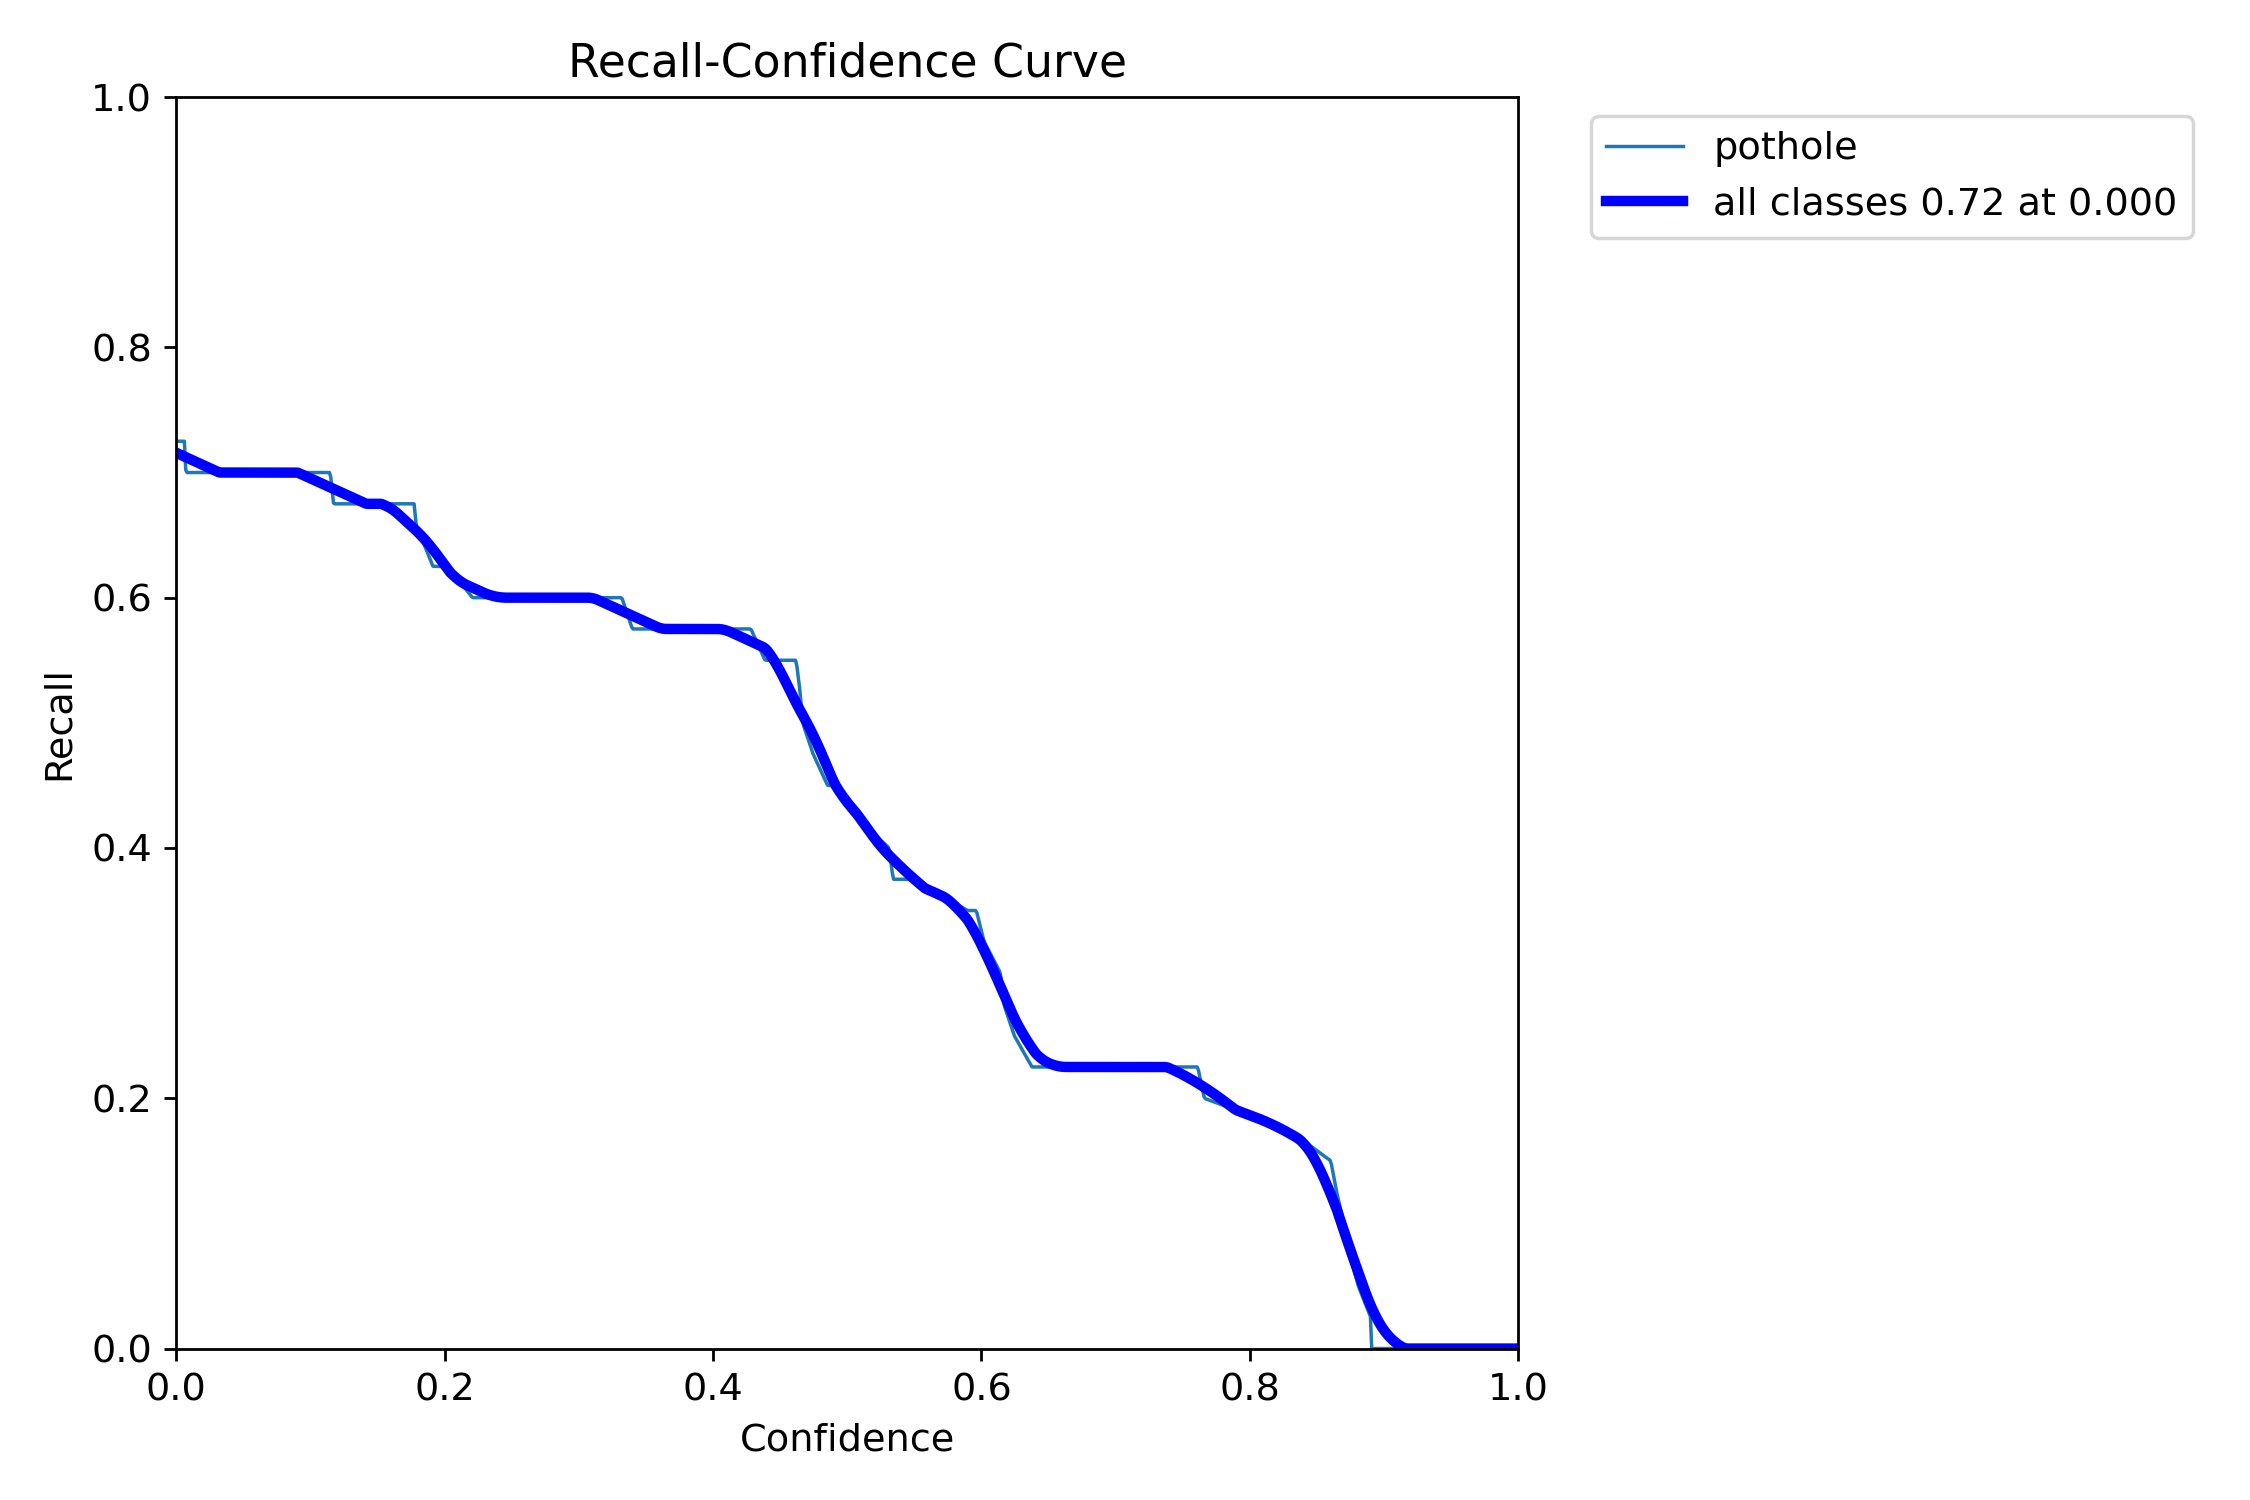 Recall-Confidence Curve
1.0
0.8
0.6
0.4
0.2
0.0
Recall
0.0 0.2 0.4 0.6 0.8 1.0
Confidence
pothole
all classes 0.72 at 0.000